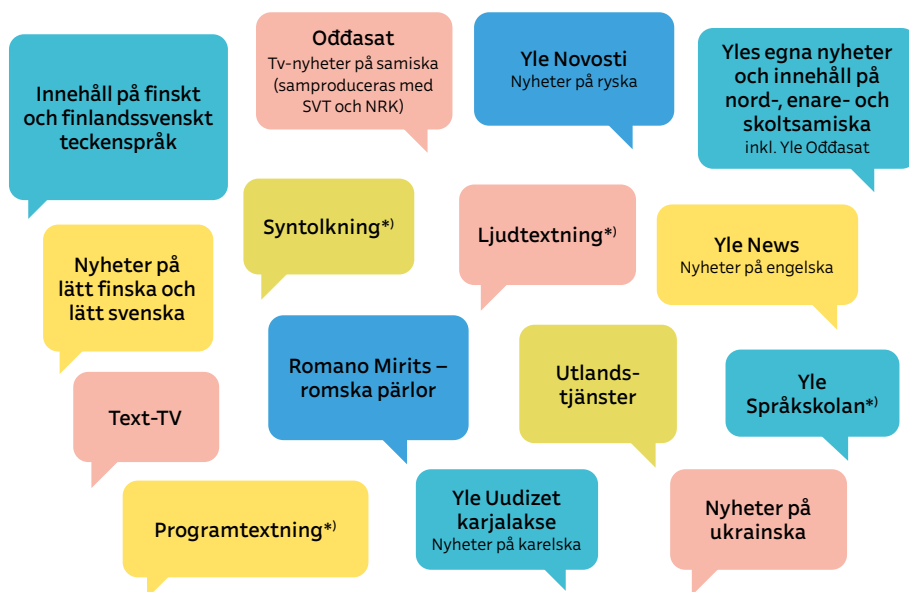 Innehåll på finskt
och finlandssvenskt
teckenspråk
Ođđasat
Tv-nyheter på samiska
(samproduceras med
SVT och NRK)
Yle Novosti
Nyheter på ryska
Yles egna nyheter
och innehåll på
nord-, enare- och
skoltsamiska
inkl. Yle Ođđasat
Syntolkning*)
Ljudtextning*)
Yle News
Nyheter på engelska
Nyheter på
lätt finska och
lätt svenska
Romano Mirits –
romska pärlor
Utlands-
tjänster
Yle
Språkskolan*)
Text-TV
Programtextning*)
Yle Uudizet
karjalakse
Nyheter på karelska
Nyheter på
ukrainska